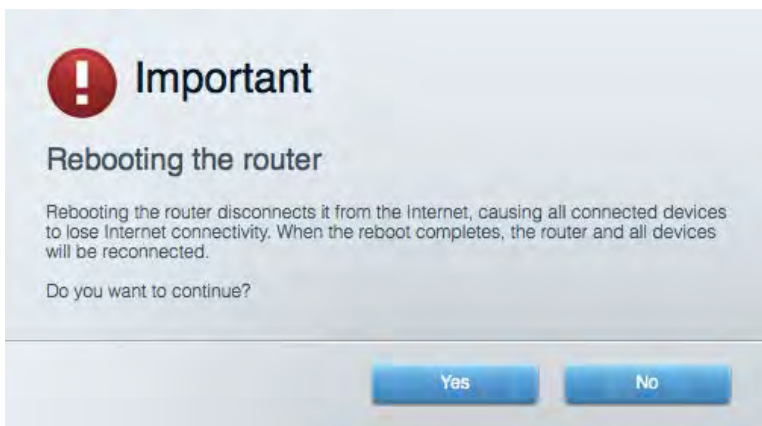 Important
Rebooting the router
Rebooting the router disconnects it from the Internet, causing all connected devices
to lose Internet connectivity. When the reboot completes, the router and all devices
will be reconnected.
Do you want to continue?
Yes
No